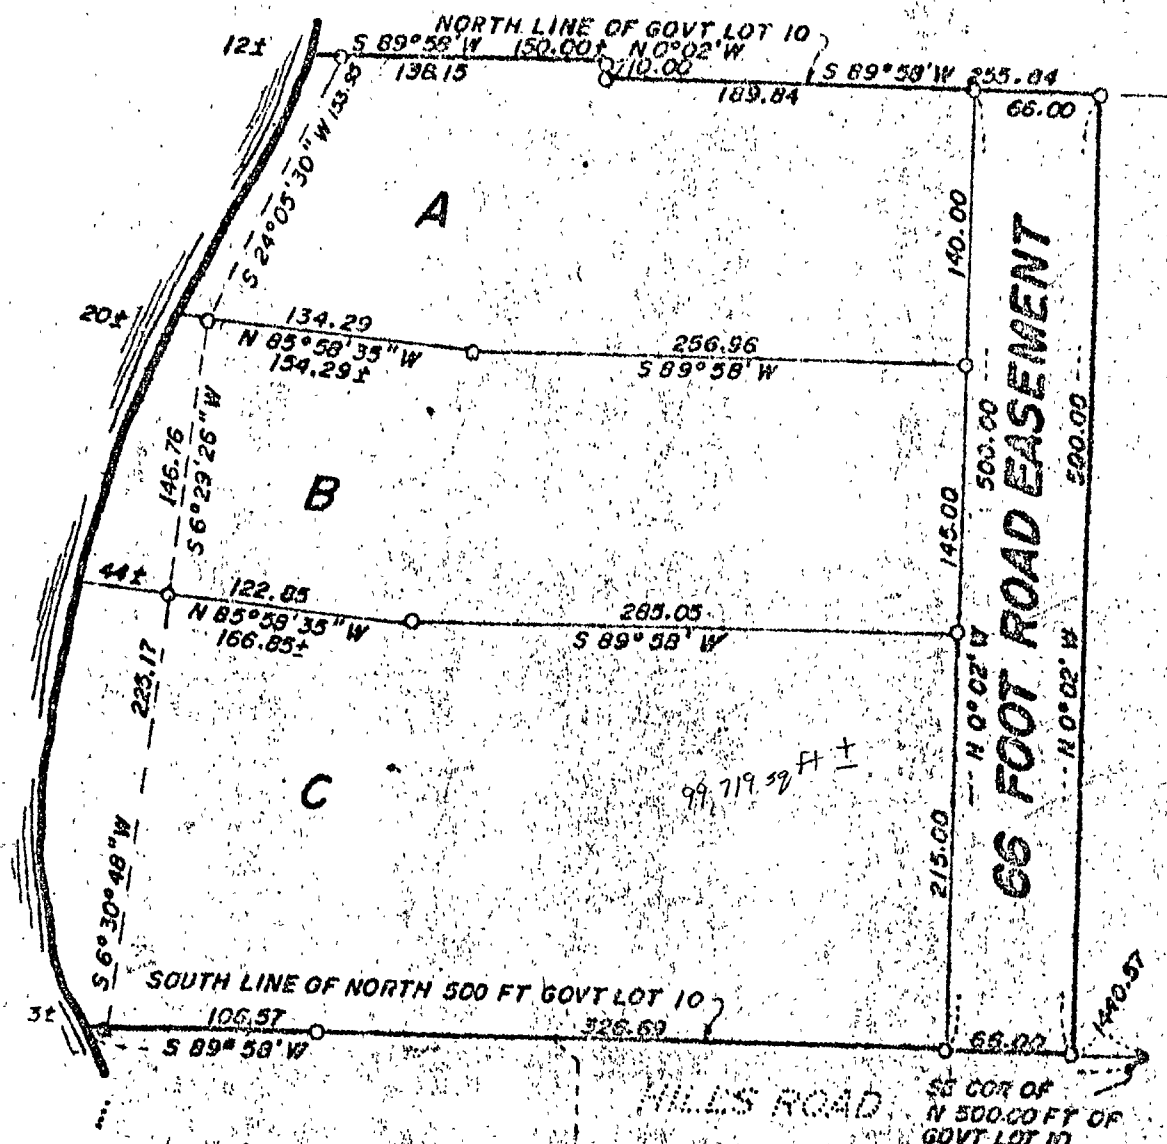 NORTH LINE OF GOVT LOT 10
12±
S 89°58'W 150.00± N 0°02'W
138.15
10.00
S 89°58'W 255.84
189.84
66.00
S 24°05'30"W 153.93
A
140.00
20±
134.29
N 85°58'35"W
154.29±
256.96
S 89°58'W
146.76
S 6°29'26"W
B
500.00
500.00
145.00
66 FOOT ROAD EASEMENT
44±
122.85
N 85°58'35"W
166.85±
285.05
S 89°58'W
N 0°02'W
N 0°02'W
225.17
S 6°30'48"W
C
99,719 sq ft ±
215.00
SOUTH LINE OF NORTH 500 FT GOVT LOT 10
3±
106.57
S 89°58'W
326.69
66.00
1440.57
HILLS ROAD
SE COR OF
N 500.00 FT OF
GOVT LOT 10